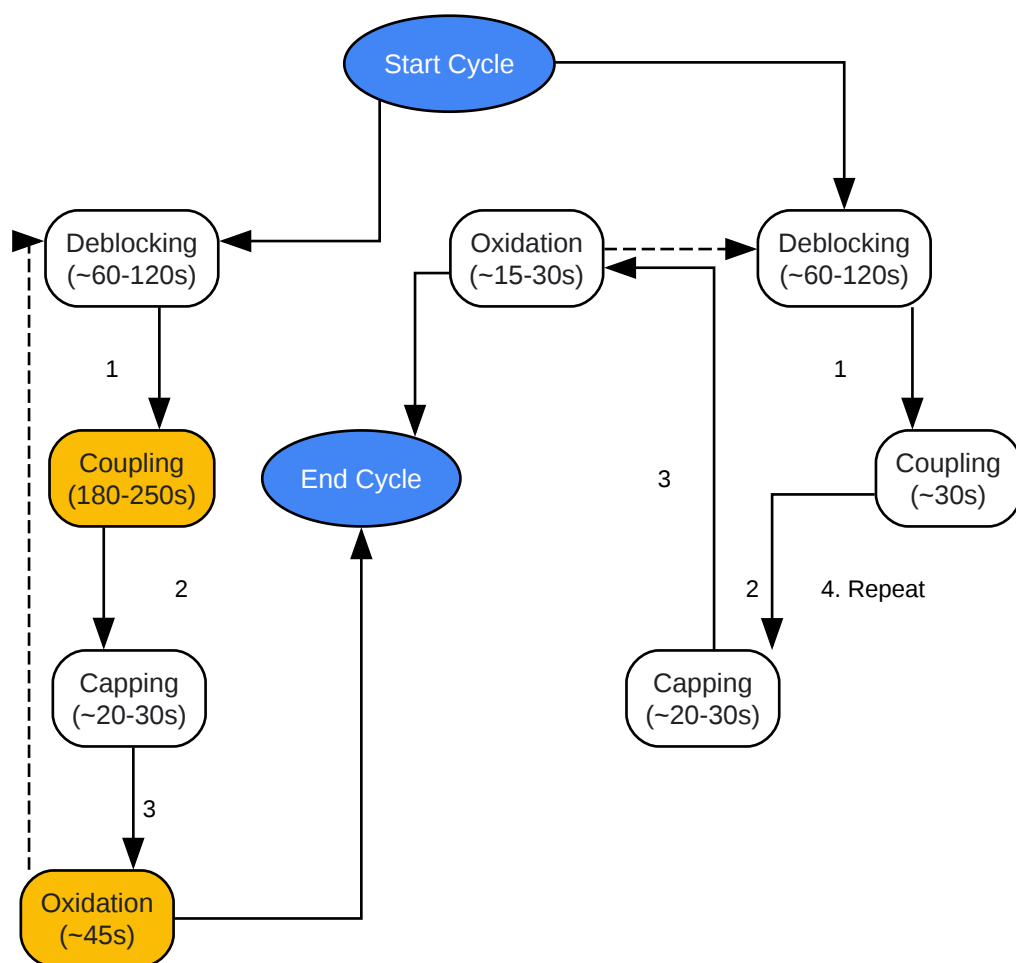 Start Cycle
Deblocking
(~60-120s)
Oxidation
(~15-30s)
Deblocking
(~60-120s)
1
1
Coupling
(180-250s)
End Cycle
3
Coupling
(~30s)
2
2
4. Repeat
Capping
(~20-30s)
Capping
(~20-30s)
3
Oxidation
(~45s)